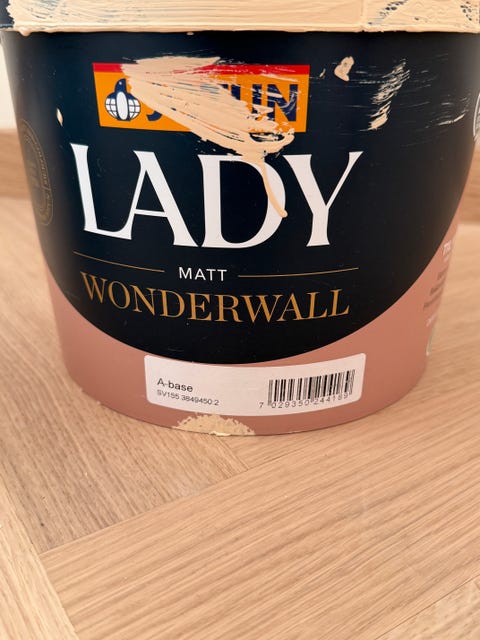 LADY
MATT
WONDERWALL
A-base
SV155 3849450:2
7 029350 244189